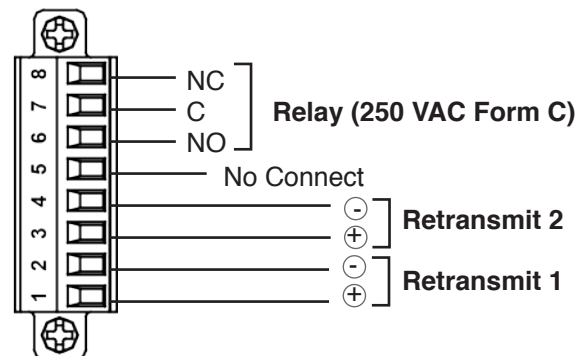 8 NC
7 C Relay (250 VAC Form C)
6 NO
5 No Connect
4 - Retransmit 2
3 +
2 - Retransmit 1
1 +